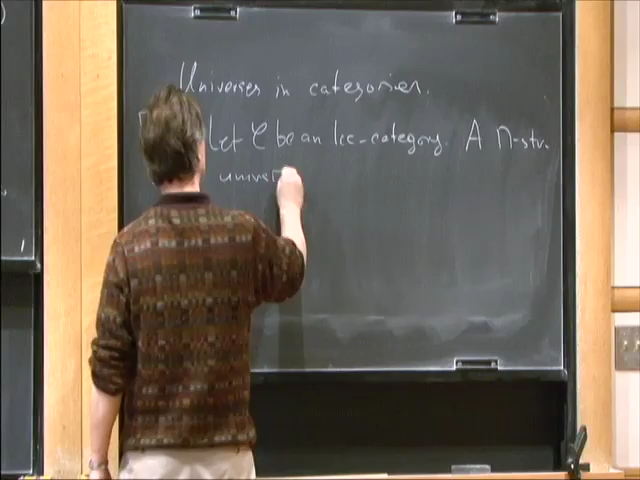 Universes in categories.
Let C be an lcc-category. A Π-str.
univer